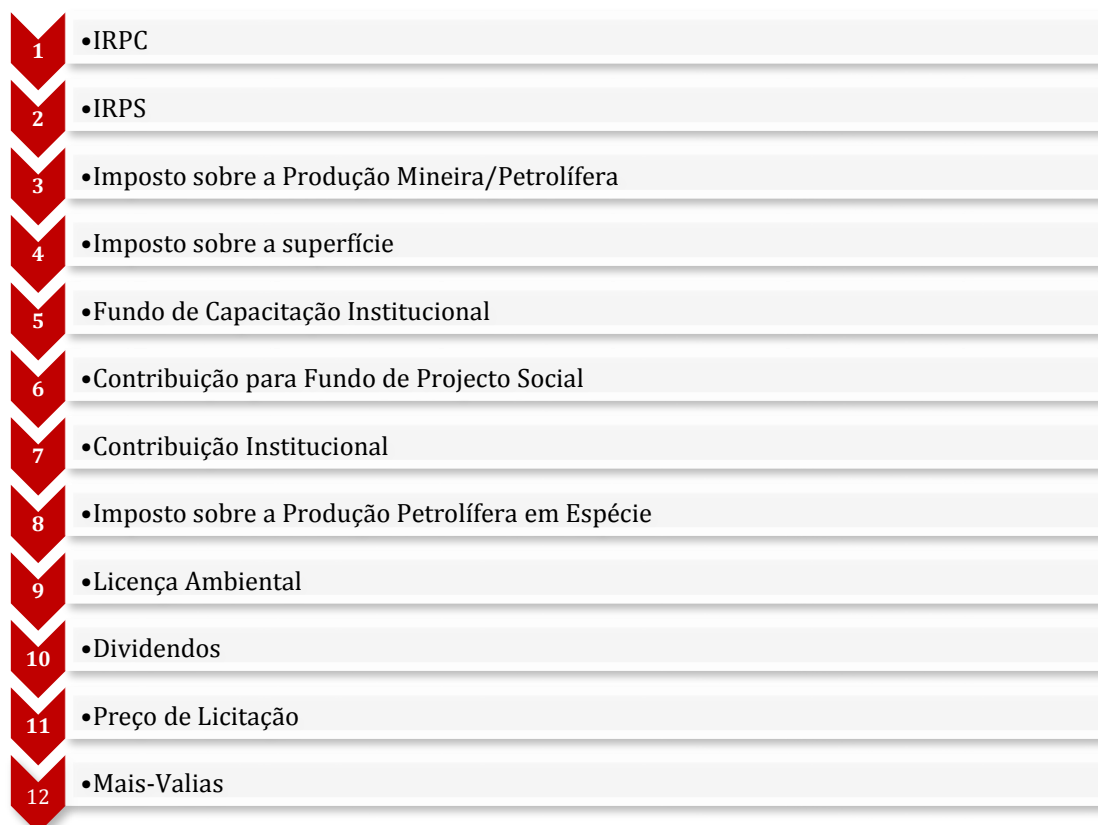 1 •IRPC
2 •IRPS
3 •Imposto sobre a Produção Mineira/Petrolífera
4 •Imposto sobre a superfície
5 •Fundo de Capacitação Institucional
6 •Contribuição para Fundo de Projecto Social
7 •Contribuição Institucional
8 •Imposto sobre a Produção Petrolífera em Espécie
9 •Licença Ambiental
10 •Dividendos
11 •Preço de Licitação
12 •Mais-Valias